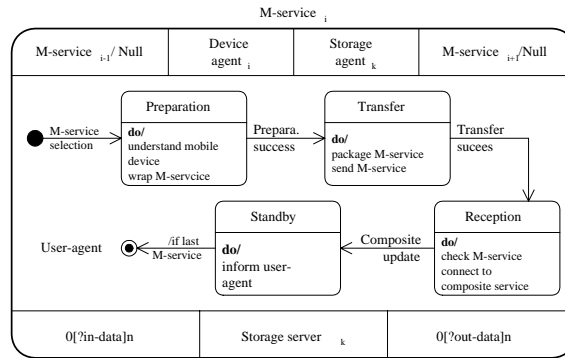 M-service i
M-service i-1/ Null
Device
agent i
Storage
agent k
M-service i+1/Null
M-service
selection
Preparation
do/
understand mobile
device
wrap M-servcice
Prepara.
success
Transfer
do/
package M-service
send M-service
Transfer
sucees
User-agent
/if last
M-service
Standby
do/
inform user-
agent
Composite
update
Reception
do/
check M-service
connect to
composite service
0[?in-data]n
Storage server k
0[?out-data]n